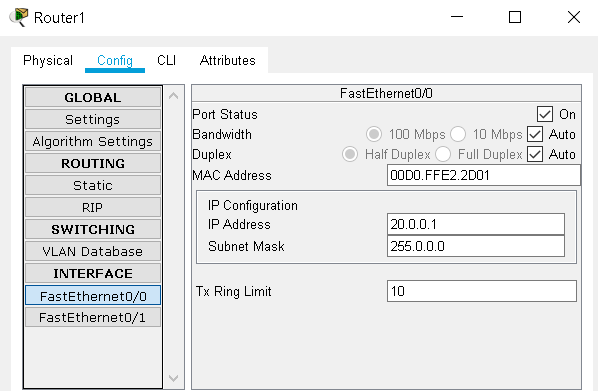 Router1
Physical Config CLI Attributes
GLOBAL
Settings
Algorithm Settings
ROUTING
Static
RIP
SWITCHING
VLAN Database
INTERFACE
FastEthernet0/0
FastEthernet0/1
FastEthernet0/0
Port Status On
Bandwidth 100 Mbps 10 Mbps Auto
Duplex Half Duplex Full Duplex Auto
MAC Address 00D0.FFE2.2D01
IP Configuration
IP Address 20.0.0.1
Subnet Mask 255.0.0.0
Tx Ring Limit 10